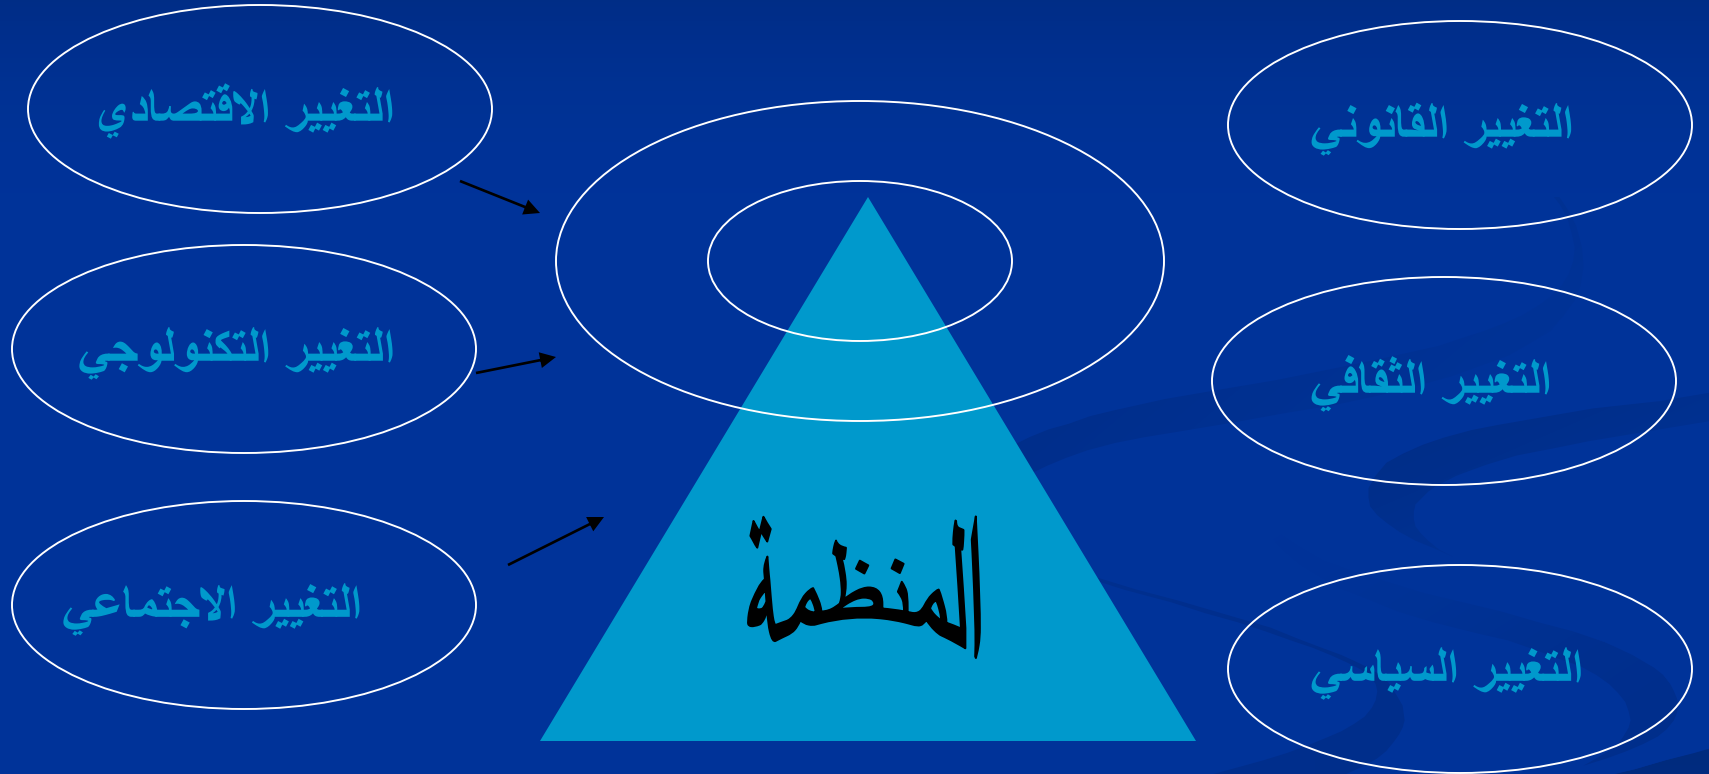 التغيير القانوني
التغيير الاقتصادي
التغيير الثقافي
التغيير التكنولوجي
المنظمة
التغيير السياسي
التغيير الاجتماعي